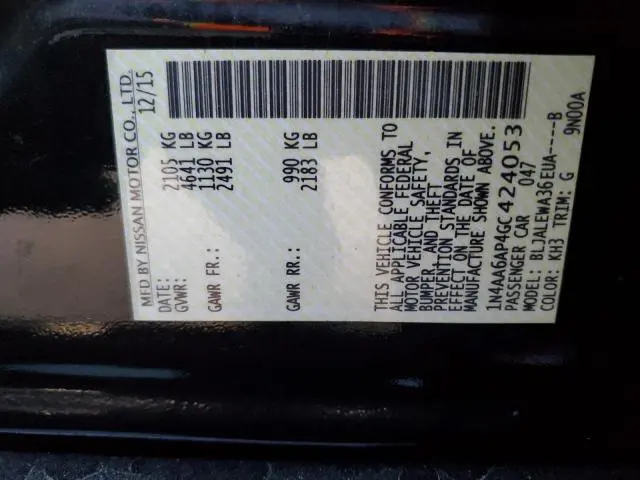 MFD BY NISSAN MOTOR CO., LTD.
DATE: 12/15
GVWR: 2105 KG
4641 LB
GAWR FR: 1130 KG
2491 LB
GAWR RR: 990 KG
2183 LB
THIS VEHICLE CONFORMS TO
ALL APPLICABLE FEDERAL
MOTOR VEHICLE SAFETY,
BUMPER, AND THEFT
PREVENTION STANDARDS IN
EFFECT ON THE DATE OF
MANUFACTURE SHOWN ABOVE.
1N4AA6AP4GC424053
PASSENGER CAR 047
MODEL: BLJALEWA36EUA-----B
COLOR: KH3 TRIM: G 9N00A